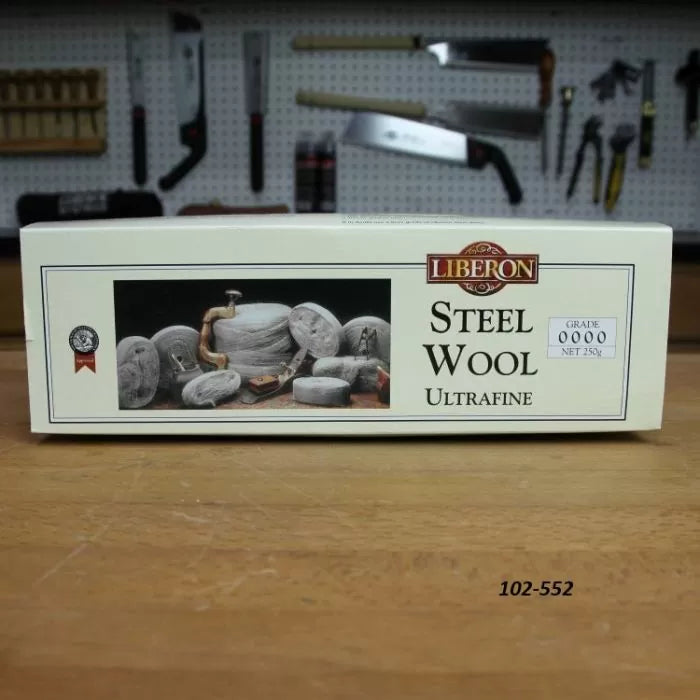 LIBERON
STEEL
WOOL
ULTRAFINE
GRADE
0000
NET 250g
102-552